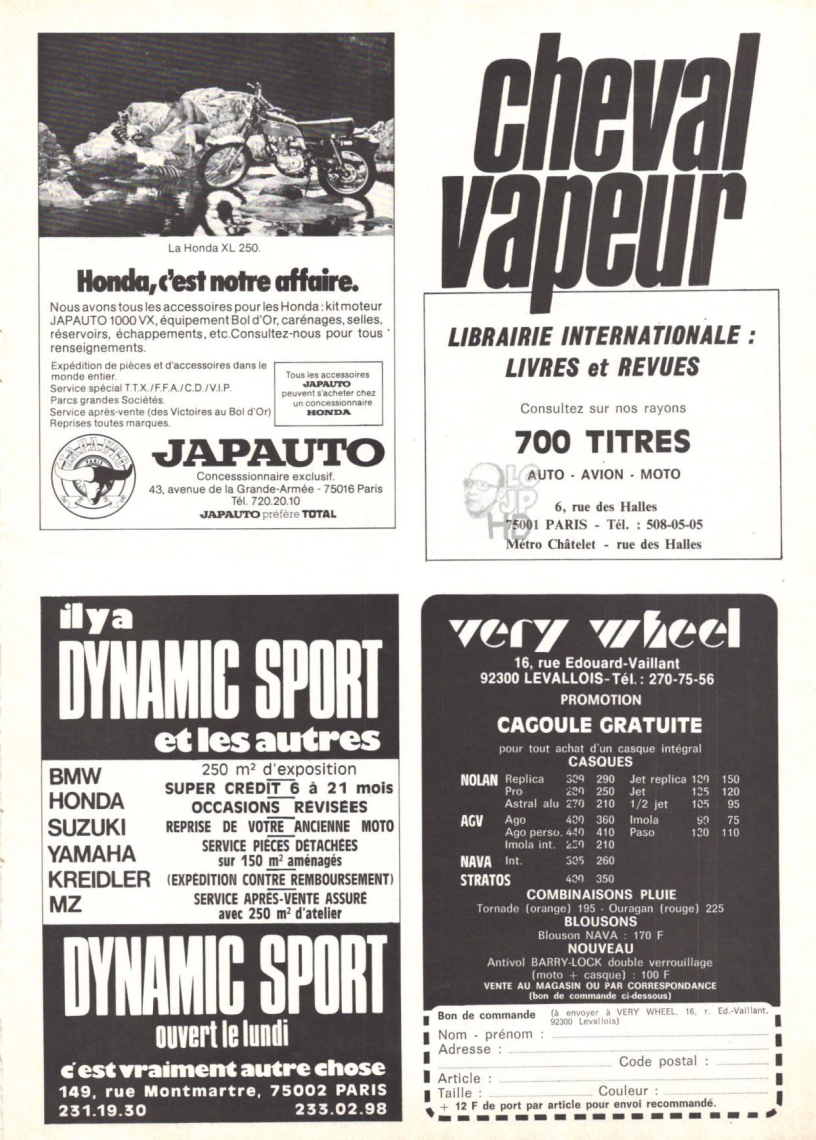 La Honda XL 250.
Honda, c'est notre affaire.
Nous avons tous les accessoires pour les Honda : kit moteur
JAPAUTO 1000 VX, équipement Bol d'Or, carénages, selles,
réservoirs, échappements, etc.Consultez-nous pour tous
renseignements.
Expédition de pièces et d'accessoires dans le
monde entier.
Service spécial T.T.X./F.F.A./C.D./V.I.P.
Parcs grandes Sociétés.
Service après-vente (des Victoires au Bol d'Or)
Reprises toutes marques.
Tous les accessoires
JAPAUTO
peuvent s'acheter chez
un concessionnaire
HONDA
JAPAUTO
PARIS
JAPAUTO
Concesssionnaire exclusif.
43, avenue de la Grande-Armée - 75016 Paris
Tél. 720.20.10
JAPAUTO préfère TOTAL
cheval
vapeur
LIBRAIRIE INTERNATIONALE :
LIVRES et REVUES
Consultez sur nos rayons
700 TITRES
AUTO - AVION - MOTO
6, rue des Halles
75001 PARIS - Tél. : 508-05-05
Métro Châtelet - rue des Halles
LO
JP
HD
il y a
DYNAMIC SPORT
et les autres
BMW
HONDA
SUZUKI
YAMAHA
KREIDLER
MZ
250 m² d'exposition
SUPER CRÉDIT 6 à 21 mois
OCCASIONS RÉVISÉES
REPRISE DE VOTRE ANCIENNE MOTO
SERVICE PIÈCES DÉTACHÉES
sur 150 m² aménagés
(EXPÉDITION CONTRE REMBOURSEMENT)
SERVICE APRÈS-VENTE ASSURÉ
avec 250 m² d'atelier
DYNAMIC SPORT
ouvert le lundi
c'est vraiment autre chose
149, rue Montmartre, 75002 PARIS
231.19.30 233.02.98
very wheel
16, rue Edouard-Vaillant
92300 LEVALLOIS-Tél. : 270-75-56
PROMOTION
CAGOULE GRATUITE
pour tout achat d'un casque intégral
CASQUES
NOLAN Replica 290 Jet replica 150
Pro 250 Jet 120
Astral alu 270 210 1/2 jet 95
AGV Ago 400 360 Imola 75
Ago perso. 440 410 Paso 110
Imola int. 210
NAVA Int. 260
STRATOS 400 350
COMBINAISONS PLUIE
Tornade (orange) 195 - Ouragan (rouge) 225
BLOUSONS
Blouson NAVA : 170 F
NOUVEAU
Antivol BARRY-LOCK double verrouillage
(moto + casque) : 100 F
VENTE AU MAGASIN OU PAR CORRESPONDANCE
(bon de commande ci-dessous)
Bon de commande (à envoyer à VERY WHEEL, 16, r. Ed.-Vaillant,
92300 Levallois)
Nom - prénom :
Adresse :
Code postal :
Article :
Taille : Couleur :
+ 12 F de port par article pour envoi recommandé.